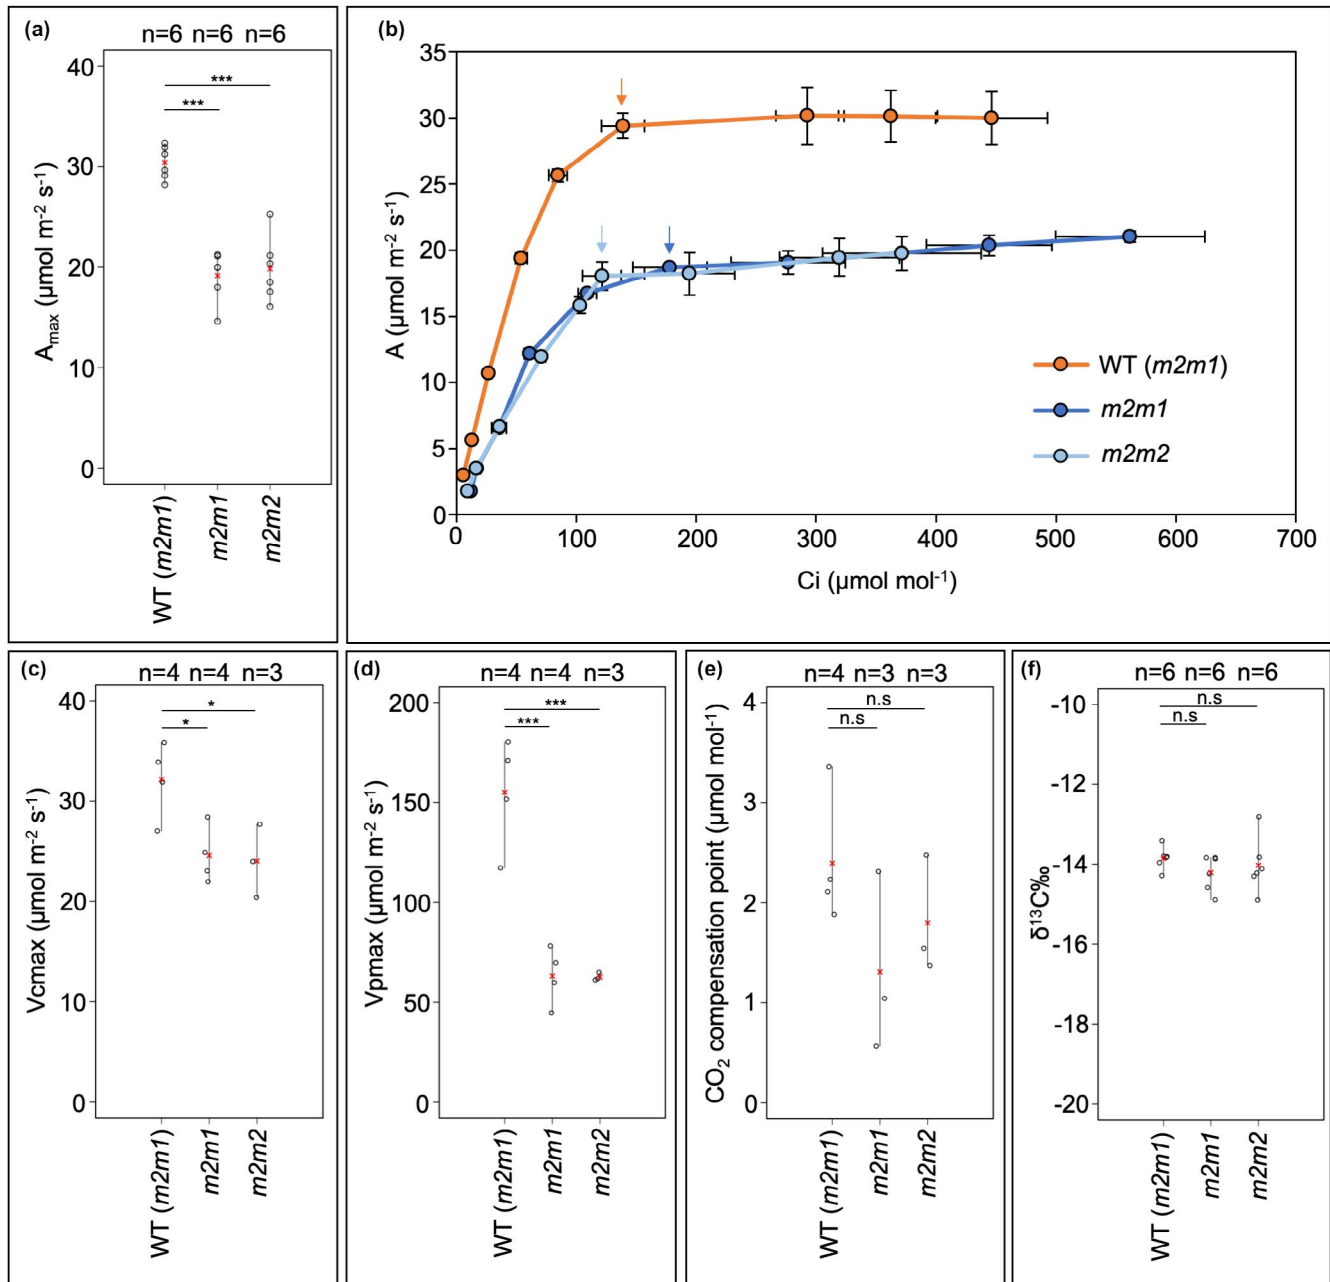 (a)
n=6 n=6 n=6
40
30
20
10
0
***
***
Amax (µmol m-2 s-1)
WT (m2m1)
m2m1
m2m2
(b)
35
30
25
20
15
10
5
0
A (µmol m-2 s-1)
WT (m2m1)
m2m1
m2m2
0 100 200 300 400 500 600 700
Ci (µmol mol-1)
(c)
n=4 n=4 n=3
40
30
20
10
0
*
*
Vcmax (µmol m-2 s-1)
WT (m2m1)
m2m1
m2m2
(d)
n=4 n=4 n=3
200
150
100
50
0
***
***
Vpmax (µmol m-2 s-1)
WT (m2m1)
m2m1
m2m2
(e)
n=4 n=3 n=3
4
3
2
1
0
n.s
n.s
CO2 compensation point (µmol mol-1)
WT (m2m1)
m2m1
m2m2
(f)
n=6 n=6 n=6
-10
-12
-14
-16
-18
-20
n.s
n.s
δ13C‰
WT (m2m1)
m2m1
m2m2